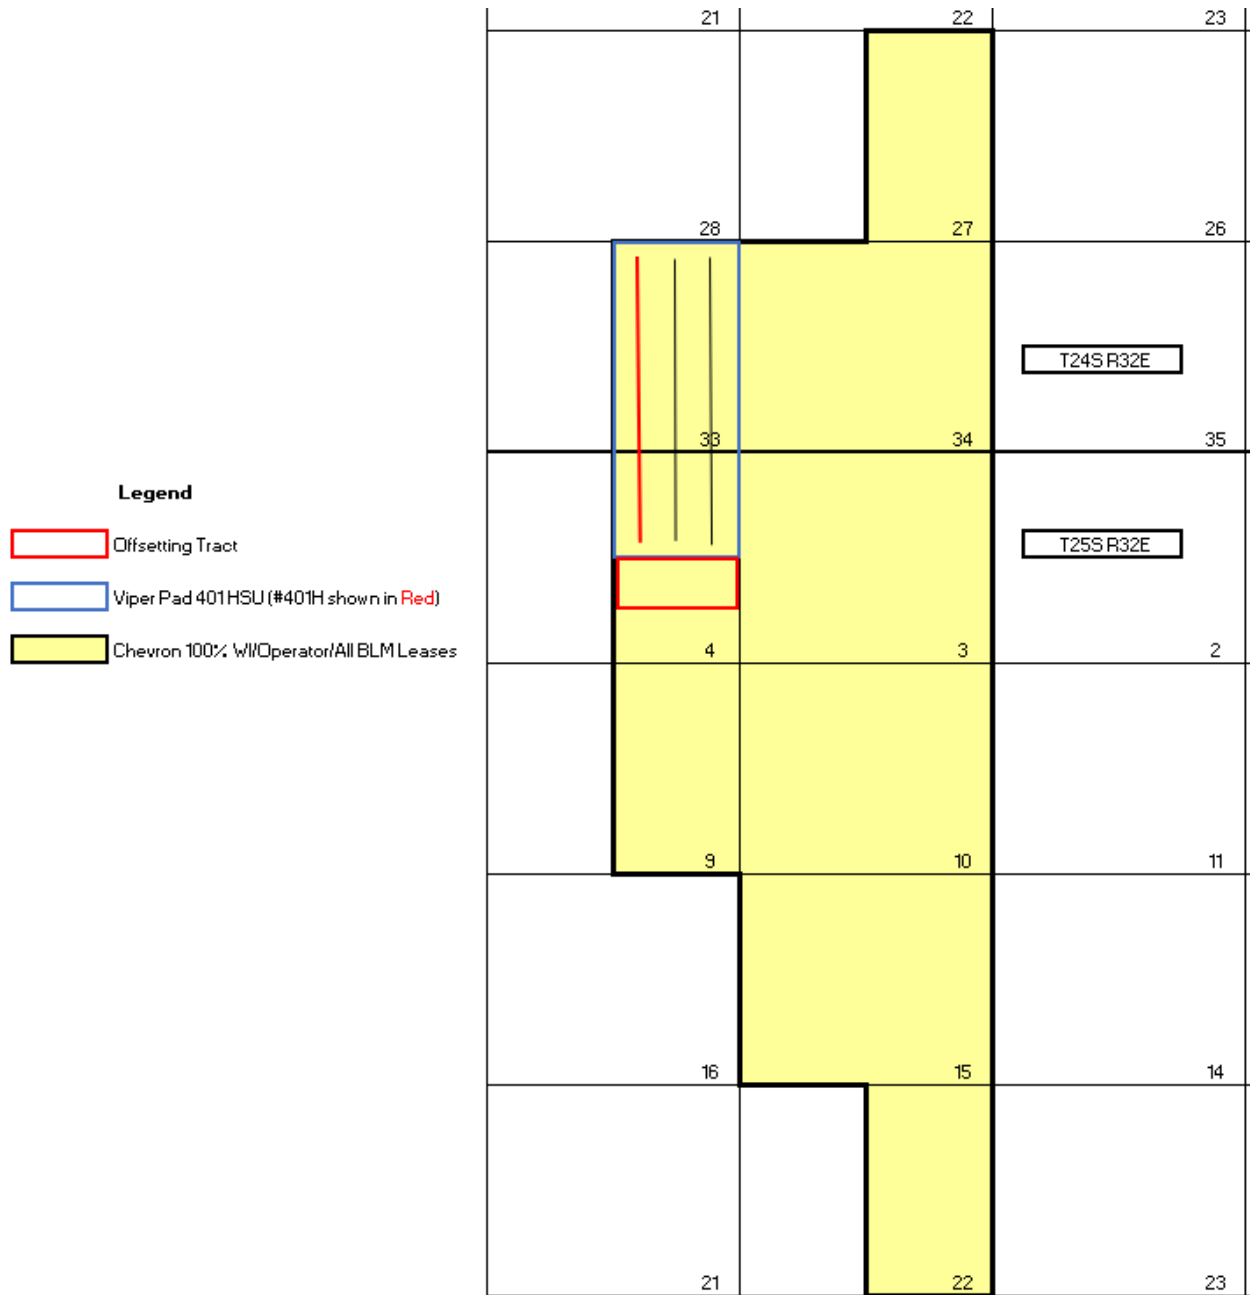 21 22 23
28 27 26
T24S R32E
33 34 35
Legend
Offsetting Tract
T25S R32E
Viper Pad 401 HSU (#401H shown in Red)
Chevron 100% WI/Operator/All BLM Leases
4 3 2
9 10 11
16 15 14
21 22 23